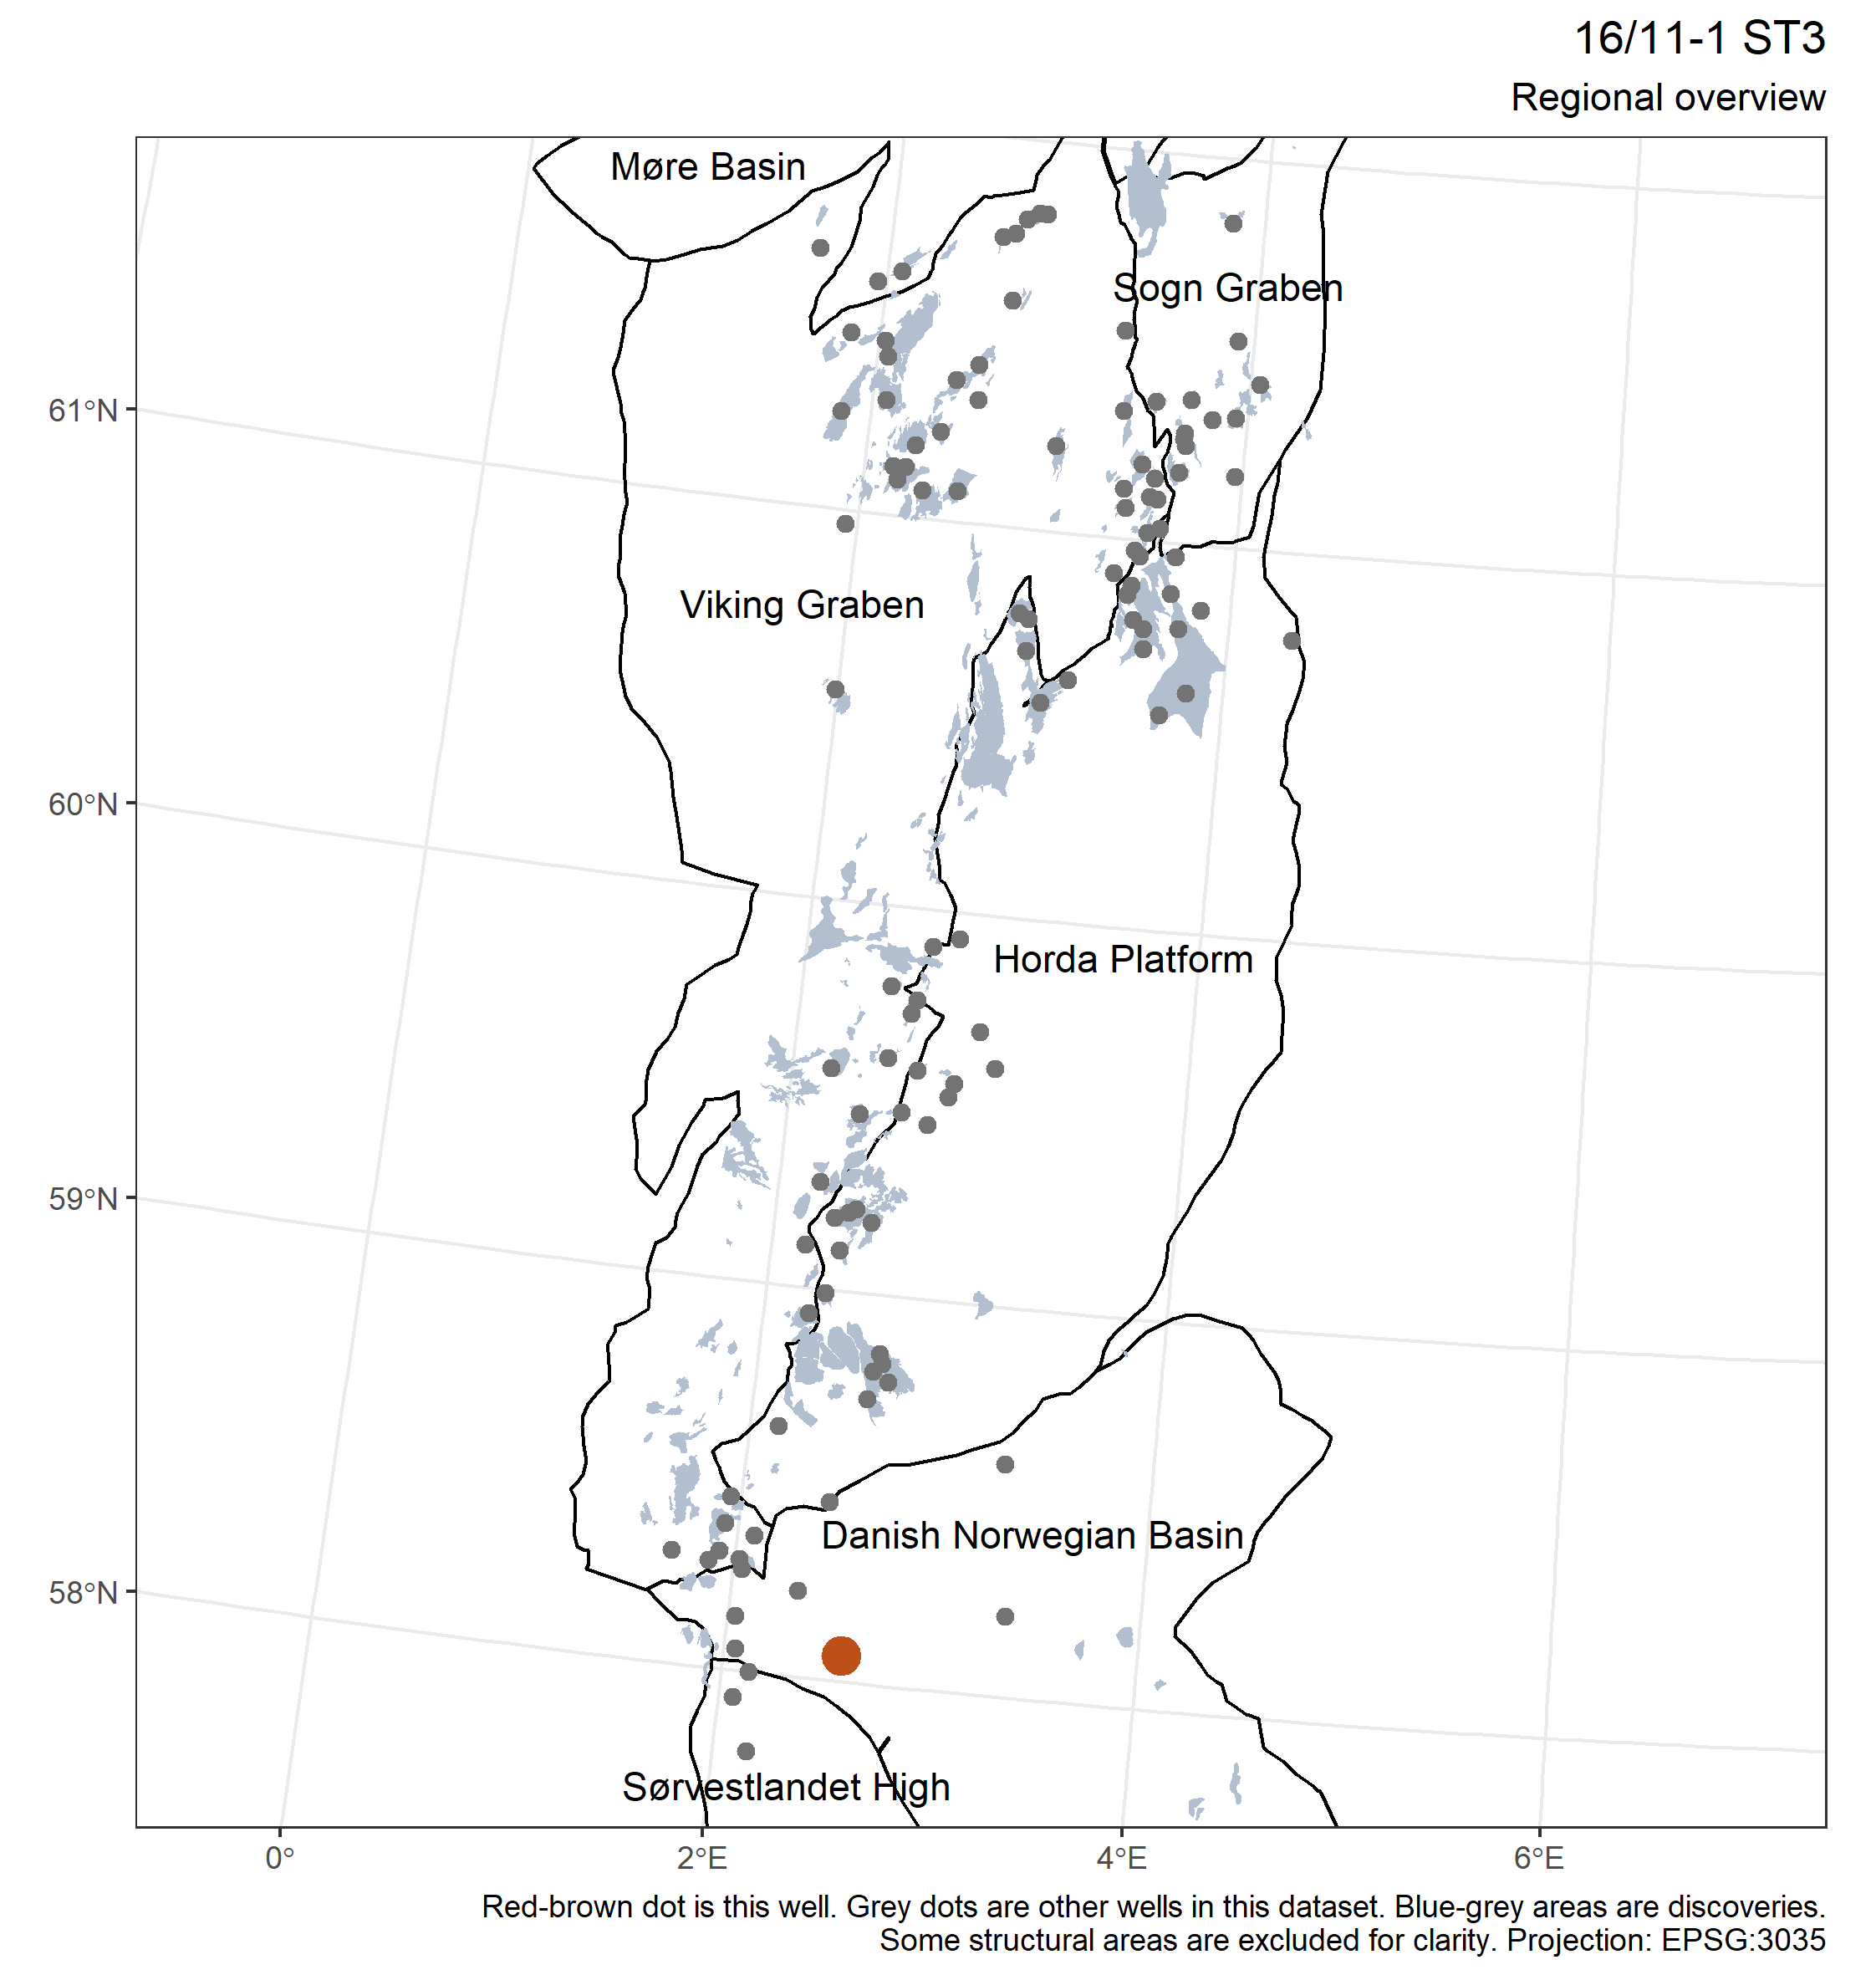 16/11-1 ST3
Regional overview
Møre Basin
Sogn Graben
61°N
Viking Graben
60°N
Horda Platform
59°N
Danish Norwegian Basin
58°N
Sørvestlandet High
0°
2°E
4°E
6°E
Red-brown dot is this well. Grey dots are other wells in this dataset. Blue-grey areas are discoveries.
Some structural areas are excluded for clarity. Projection: EPSG:3035